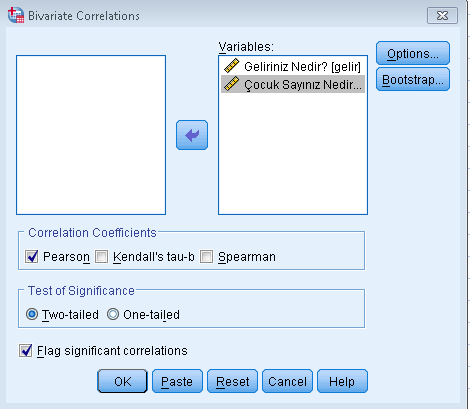 Bivariate Correlations
Variables:
Geliriniz Nedir? [gelir]
Çocuk Sayınız Nedir...
Options...
Bootstrap...
Correlation Coefficients
Pearson Kendall's tau-b Spearman
Test of Significance
Two-tailed One-tailed
Flag significant correlations
OK Paste Reset Cancel Help